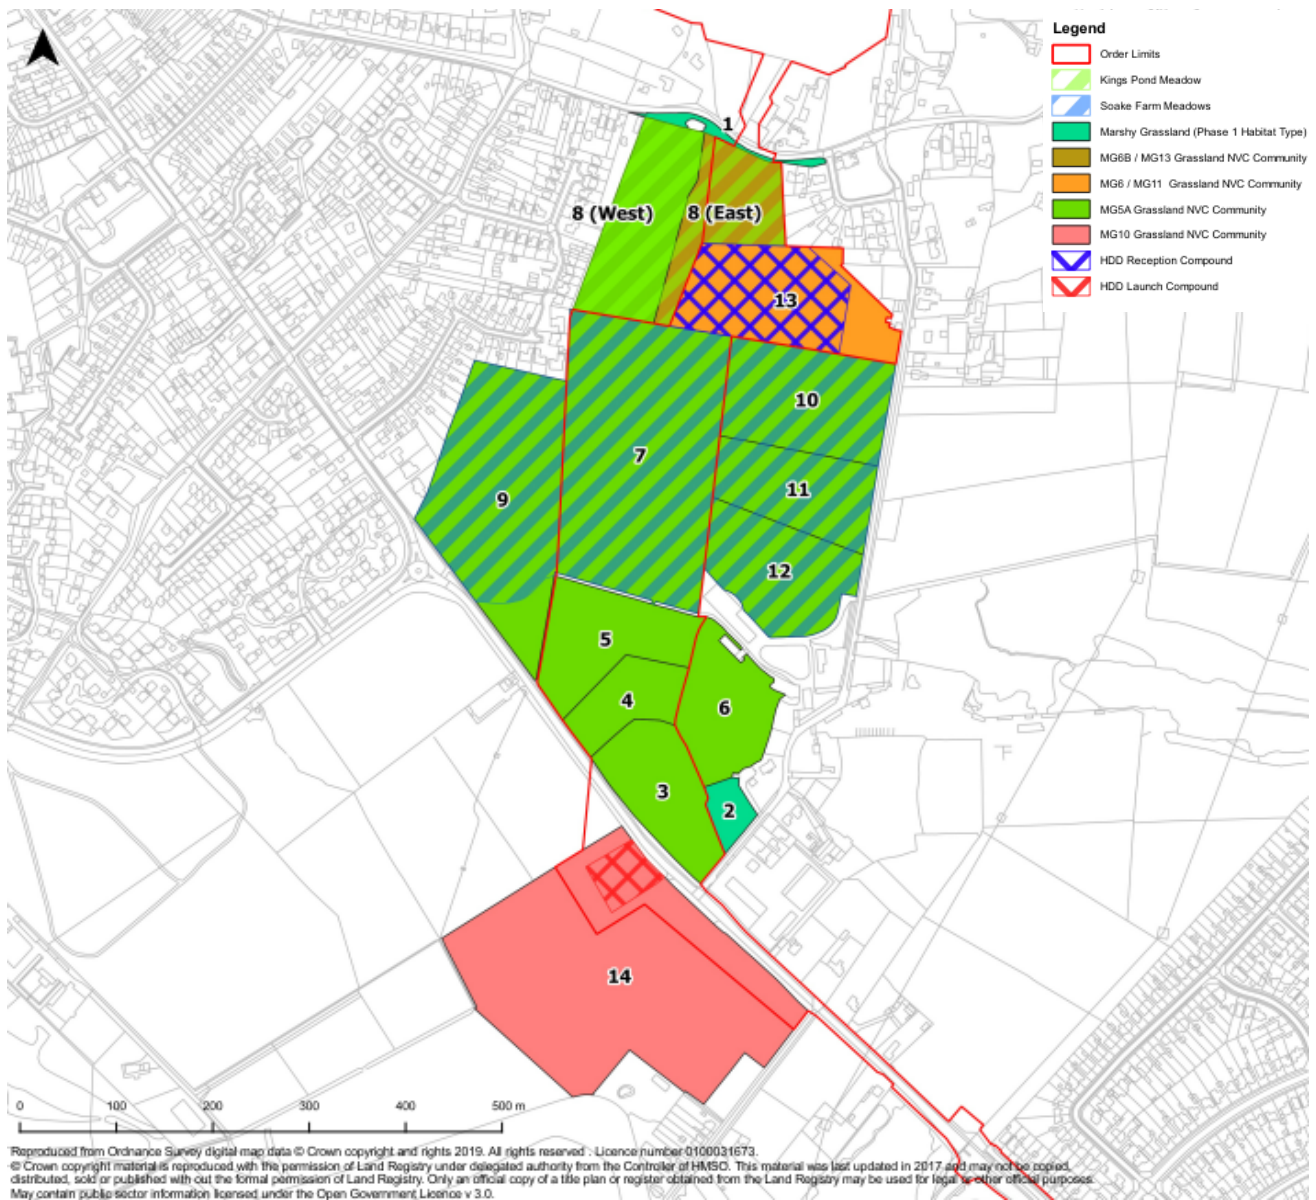 Legend
Order Limits
Kings Pond Meadow
Soake Farm Meadows
Marshy Grassland (Phase 1 Habitat Type)
MG6B / MG13 Grassland NVC Community
MG6 / MG11 Grassland NVC Community
MG5A Grassland NVC Community
MG10 Grassland NVC Community
HDD Reception Compound
HDD Launch Compound
1
8 (West)
8 (East)
13
10
7
11
9
12
5
4
6
3
2
14
0 100 200 300 400 500 m
Reproduced from Ordnance Survey digital map data © Crown copyright and rights 2019. All rights reserved . Licence number 0100031673.
© Crown copyright material is reproduced with the permission of Land Registry under delegated authority from the Controller of HMSO. This material was last updated in 2017 and may not be copied,
distributed, sold or published with out the formal permission of Land Registry. Only an official copy of a title plan or register obtained from the Land Registry may be used for legal or other official purposes.
May contain public sector information licensed under the Open Government Licence v 3.0.